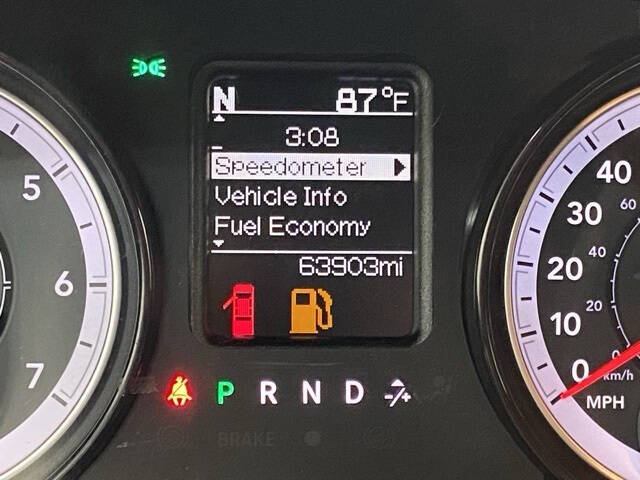 N 87°F
3:08
Speedometer
Vehicle Info
Fuel Economy
63903mi
P R N D -/+
5
6
7
40
30
20
10
0
60
40
20
0
km/h
MPH
BRAKE